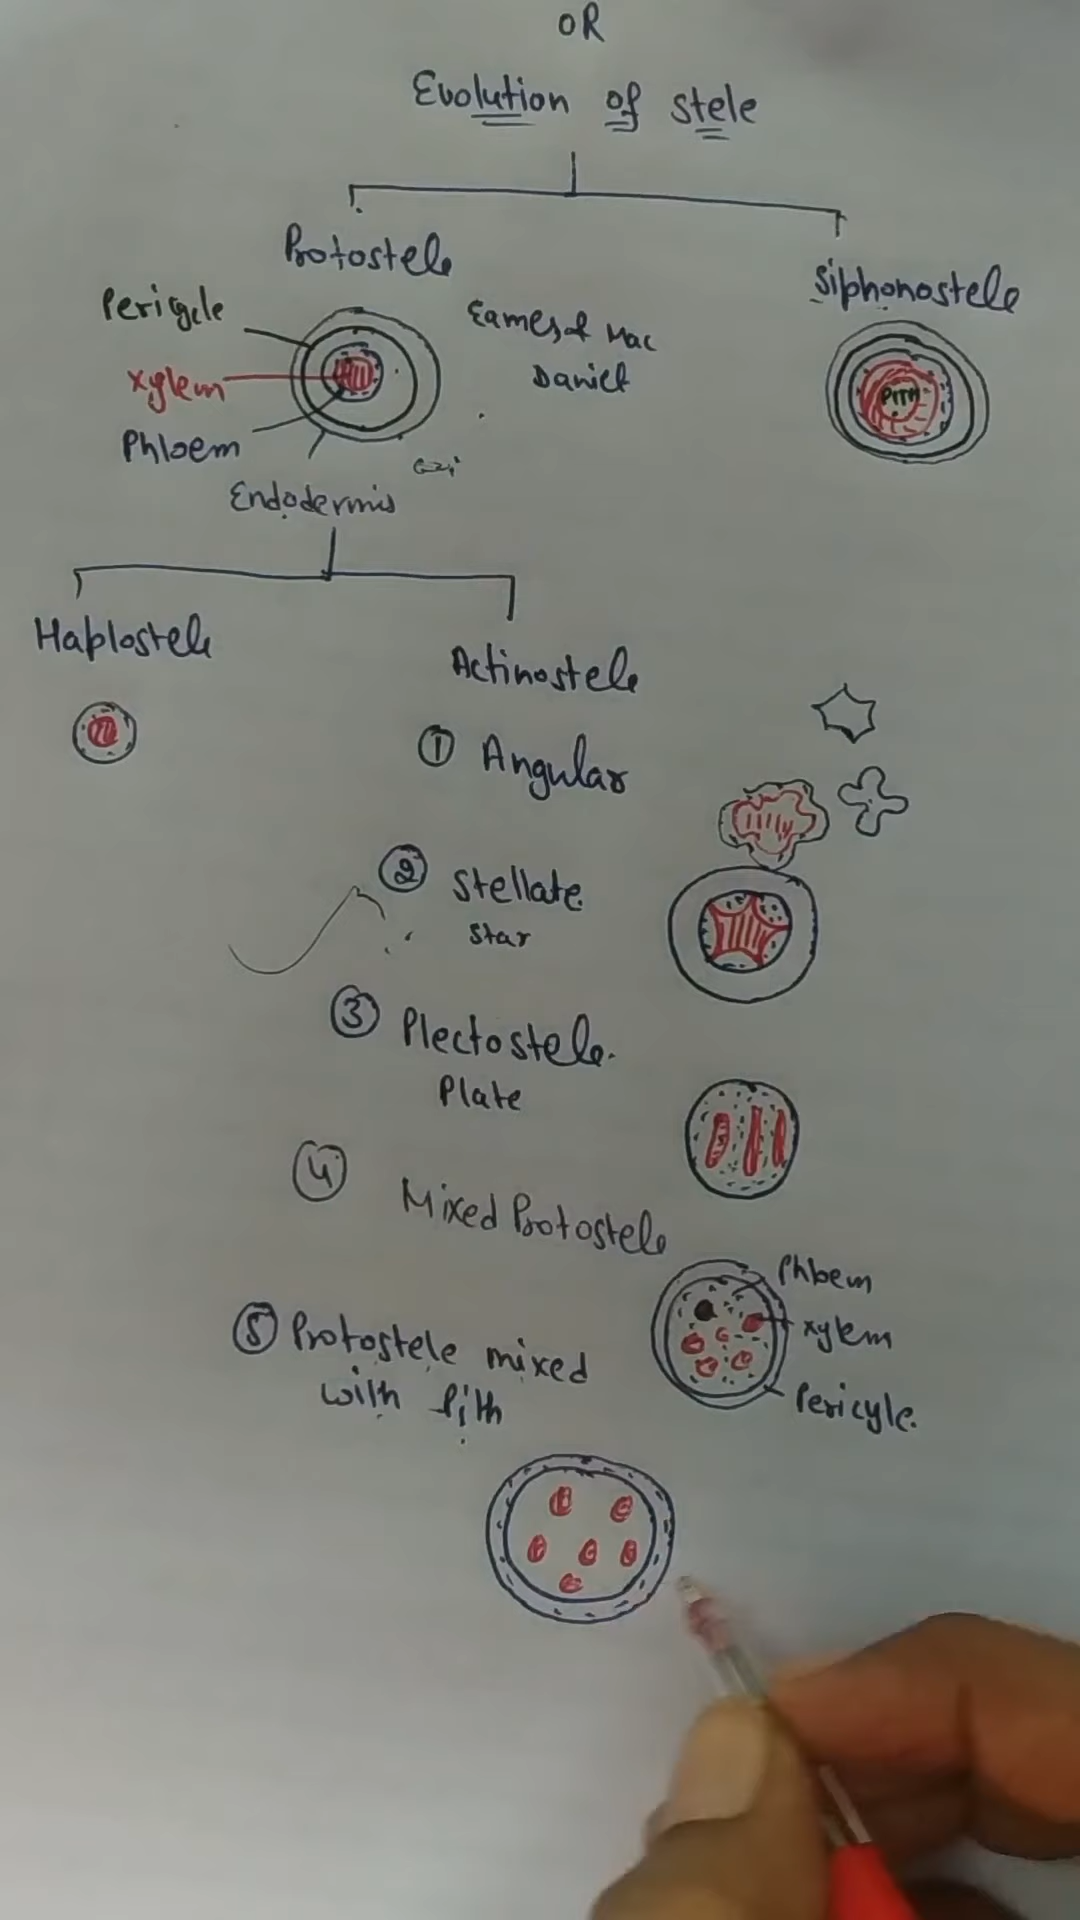 OR
Evolution of stele
Protostele
Siphonostele
Pericycle
Xylem
Phloem
Endodermis
Eames & Mac
Daniel
PITH
Haplostele
Actinostele
① Angular
② Stellate
Star
③ Plectostele.
Plate
④ Mixed Protostele
Phloem
xylem
Pericyle.
⑤ Protostele mixed
with Pith